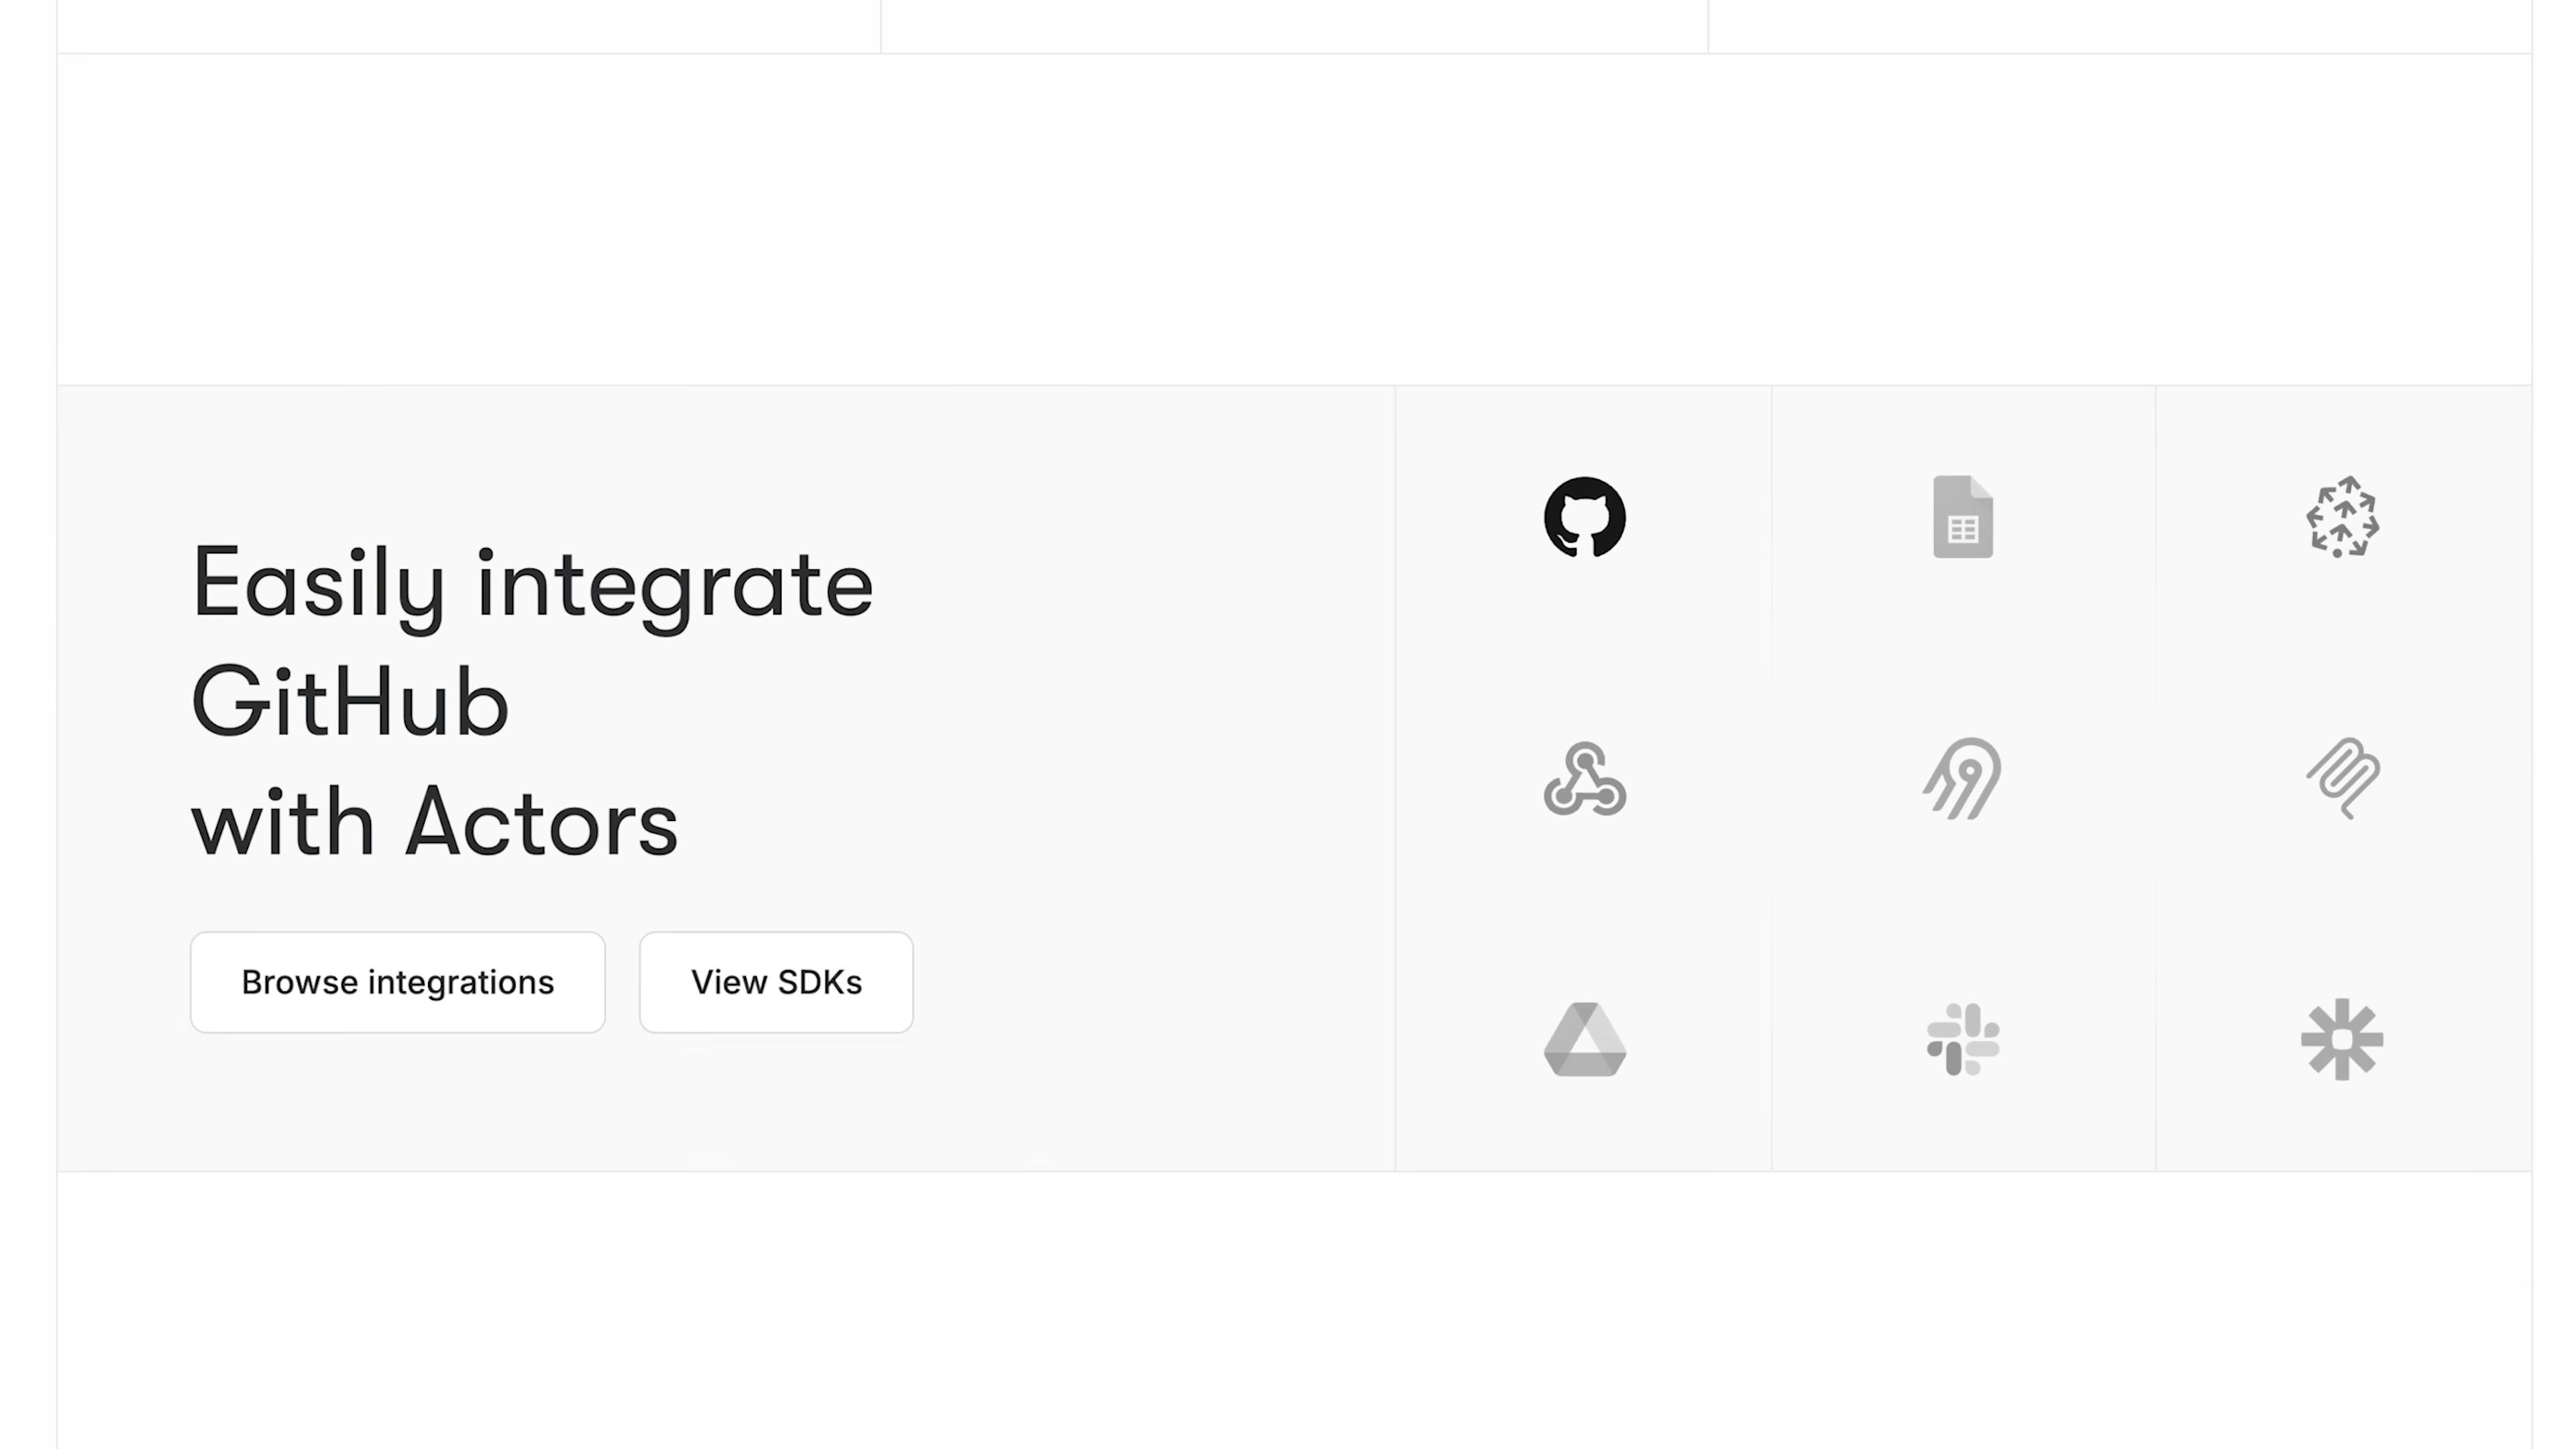 Easily integrate
GitHub
with Actors
Browse integrations
View SDKs